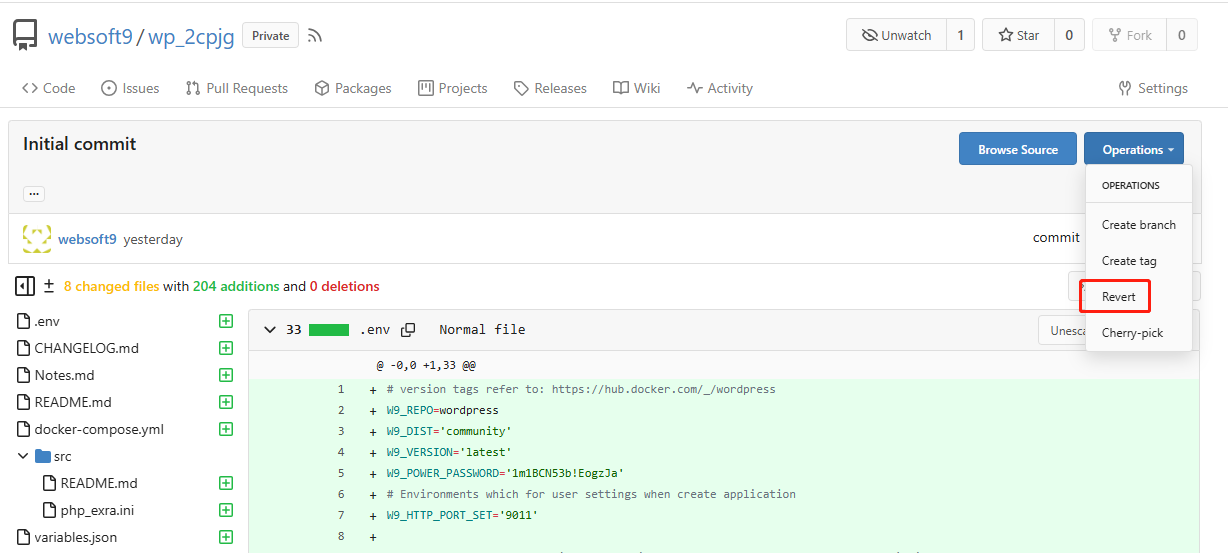 websoft9/wp_2cpjg Private Unwatch 1 Star 0 Fork 0
Code Issues Pull Requests Packages Projects Releases Wiki Activity Settings
Initial commit Browse Source Operations
...
OPERATIONS
Create branch
Create tag
Revert
Cherry-pick
websoft9 yesterday commit
± 8 changed files with 204 additions and 0 deletions
.env
CHANGELOG.md
Notes.md
README.md
docker-compose.yml
src
README.md
php_exra.ini
variables.json
33 .env Normal file
@ -0,0 +1,33 @@
1 + # version tags refer to: https://hub.docker.com/_/wordpress
2 + W9_REPO=wordpress
3 + W9_DIST='community'
4 + W9_VERSION='latest'
5 + W9_POWER_PASSWORD='1m1BCN53b!EogzJa'
6 + # Environments which for user settings when create application
7 + W9_HTTP_PORT_SET='9011'
8 +